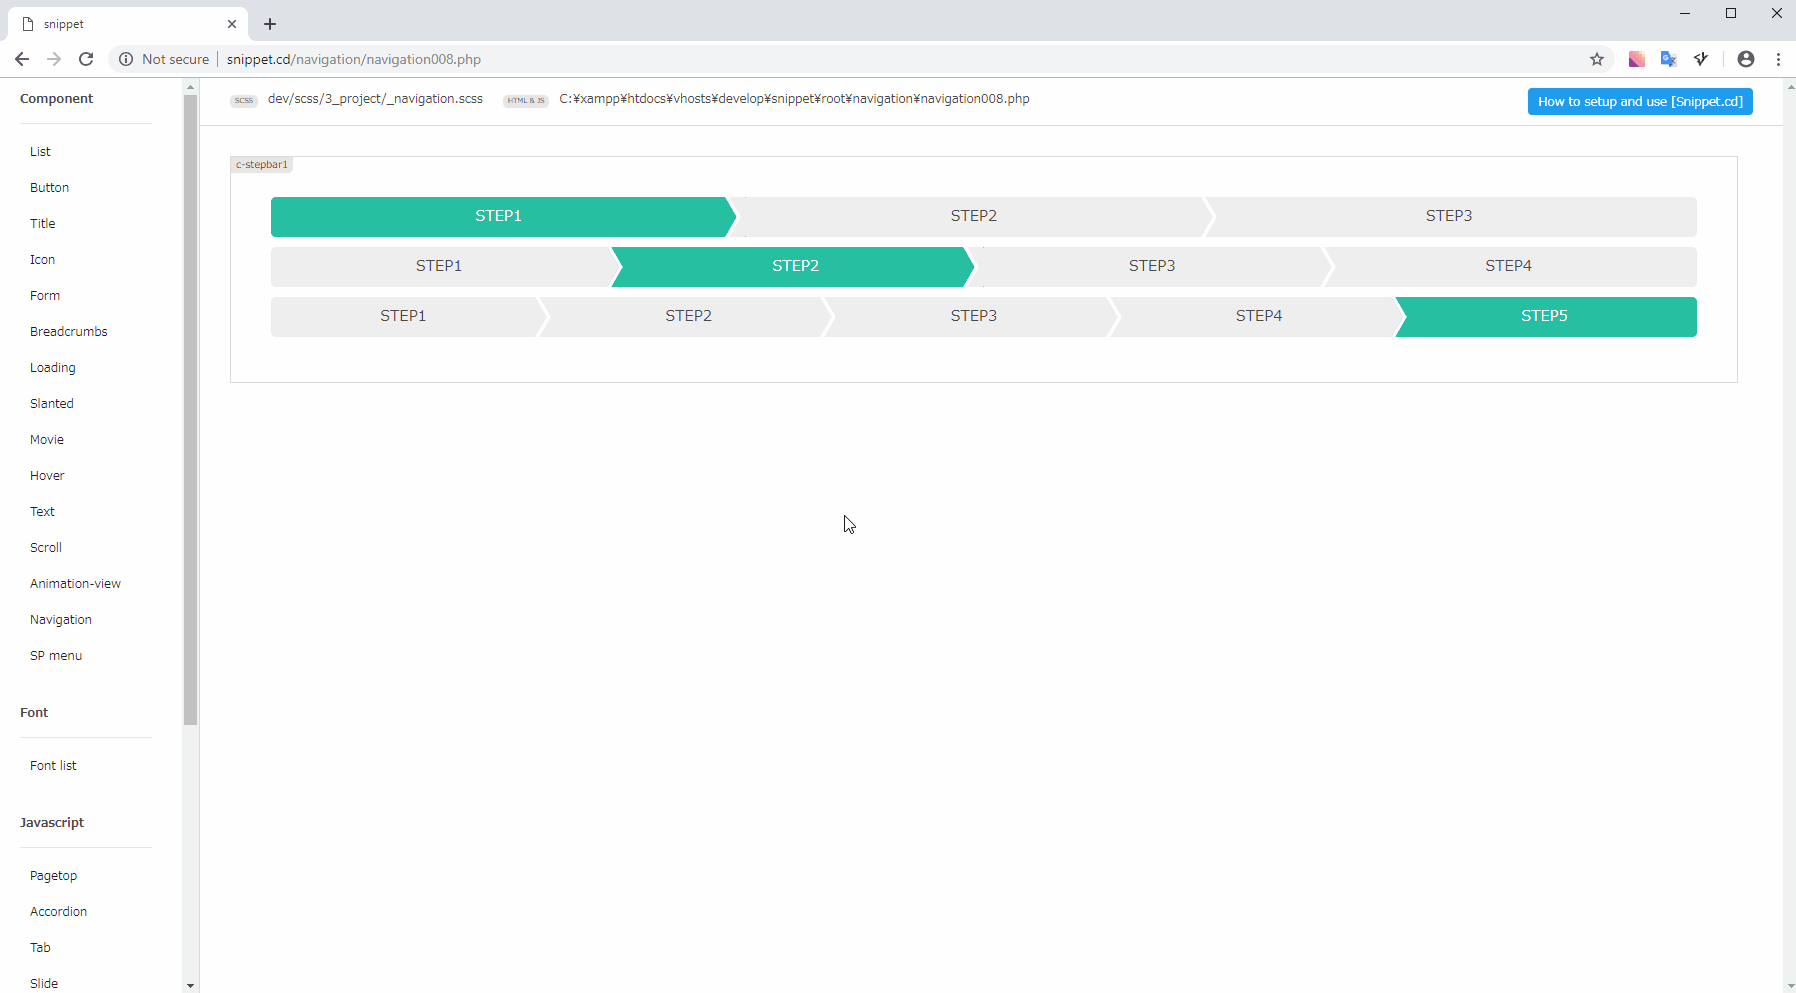 snippet
Not secure
snippet.cd/navigation/navigation008.php
Component
List
Button
Title
Icon
Form
Breadcrumbs
Loading
Slanted
Movie
Hover
Text
Scroll
Animation-view
Navigation
SP menu
Font
Font list
Javascript
Pagetop
Accordion
Tab
Slide
SCSS dev/scss/3_project/_navigation.scss HTML & JS C:¥xampp¥htdocs¥vhosts¥develop¥snippet¥root¥navigation¥navigation008.php
How to setup and use [Snippet.cd]
c-stepbar1
STEP1 STEP2 STEP3
STEP1 STEP2 STEP3 STEP4
STEP1 STEP2 STEP3 STEP4 STEP5